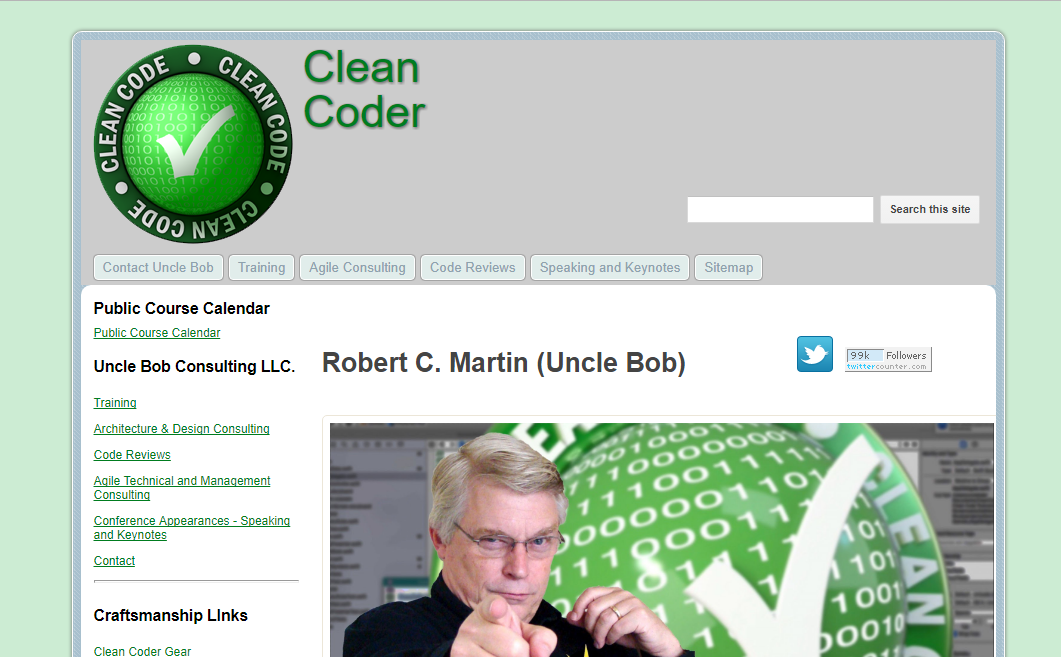 CLEAN CODE
CLEAN CODE
CLEAN CODE
Clean
Coder
Search this site
Contact Uncle Bob
Training
Agile Consulting
Code Reviews
Speaking and Keynotes
Sitemap
Public Course Calendar
Public Course Calendar
Uncle Bob Consulting LLC.
Training
Architecture & Design Consulting
Code Reviews
Agile Technical and Management
Consulting
Conference Appearances - Speaking
and Keynotes
Contact
Craftsmanship LInks
Clean Coder Gear
Robert C. Martin (Uncle Bob)
99k Followers
twittercounter.com
CLEAN